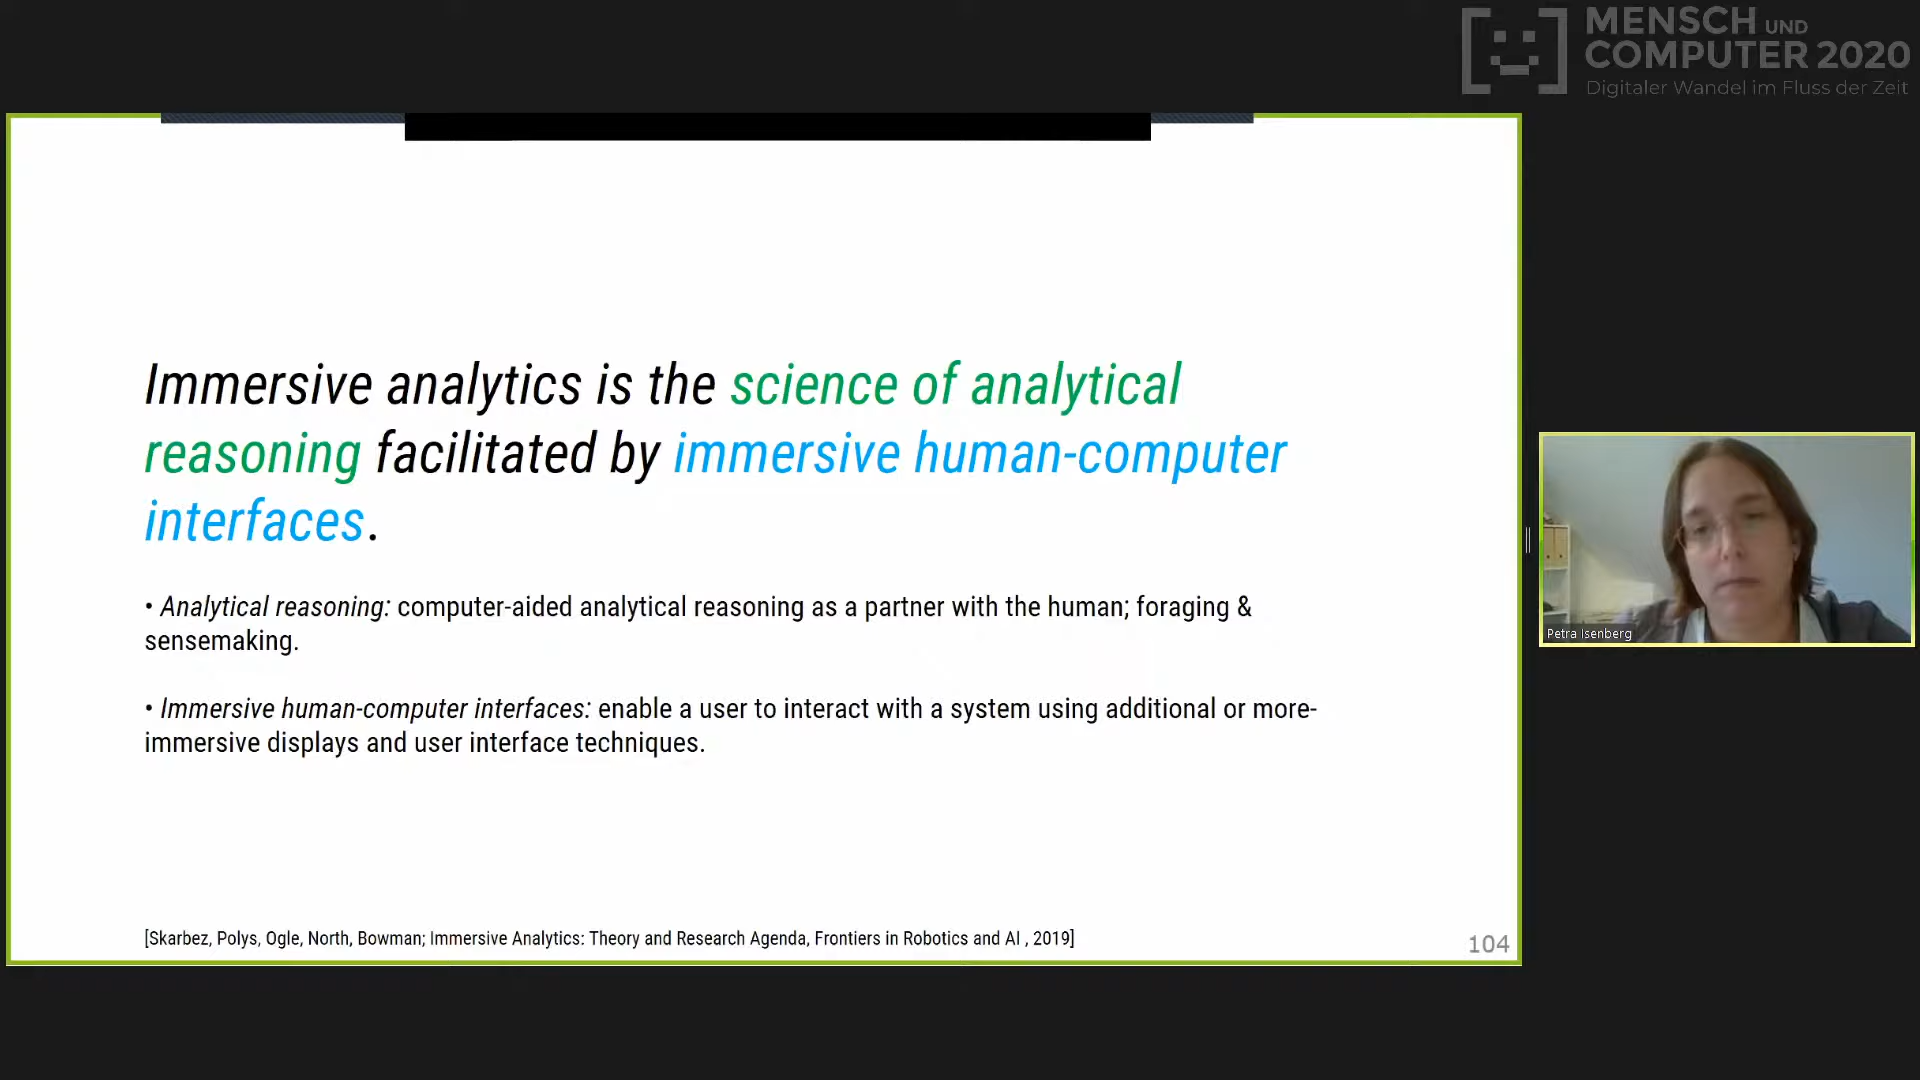 MENSCH UND
COMPUTER 2020
Digitaler Wandel im Fluss der Zeit
Immersive analytics is the science of analytical
reasoning facilitated by immersive human-computer
interfaces.
• Analytical reasoning: computer-aided analytical reasoning as a partner with the human; foraging &
sensemaking.
• Immersive human-computer interfaces: enable a user to interact with a system using additional or more-
immersive displays and user interface techniques.
Petra Isenberg
[Skarbez, Polys, Ogle, North, Bowman; Immersive Analytics: Theory and Research Agenda, Frontiers in Robotics and AI , 2019]
104